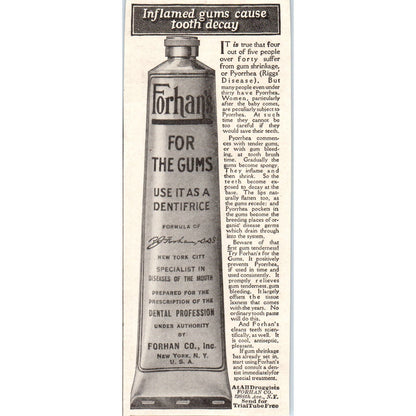 Inflamed gums cause
tooth decay
Forhan's
FOR
THE GUMS
USE IT AS A
DENTIFRICE
FORMULA OF
NEW YORK CITY
SPECIALIST IN
DISEASES OF THE MOUTH
PREPARED FOR THE
PRESCRIPTION OF THE
DENTAL PROFESSION
UNDER AUTHORITY
BY
FORHAN CO., Inc.
NEW YORK, N. Y.
U. S. A.
IT is true that four
out of five people
over forty suffer
from gum shrinkage,
or Pyorrhea (Riggs'
Disease). But
many people even under
thirty have Pyorrhea.
Women, particularly
after the baby comes,
are peculiarly subject to
Pyorrhea. At such
time they cannot be
too careful if they
would save their teeth.
Pyorrhea commen-
ces with tender gums,
or with gum bleed-
ing, at tooth brush
time. Gradually the
gums become spongy.
They inflame and
then shrink. So the
teeth become ex-
posed to decay at the
base. The lips nat-
urally flatten too, as
the gums recede; and
Pyorrhea pockets in
the gums become the
breeding places of or-
ganic disease germs
which drain through
into the system.
Beware of that
first gum tenderness!
Try Forhan's for the
Gums. It positively
prevents Pyorrhea,
if used in time and
used consistently. It
promptly relieves
gum tenderness, gum
bleeding. It largely
offsets the tissue
laxness that comes
with the years. No
ordinary tooth paste
will do this.
And Forhan's
cleans teeth scien-
tifically, as well. It
is cool, antiseptic,
pleasant.
If gum shrinkage
has already set in,
start using Forhan's
and consult a den-
tist immediately for
special treatment.
At All Druggists
FORHAN CO.
Send for
Trial Tube Free